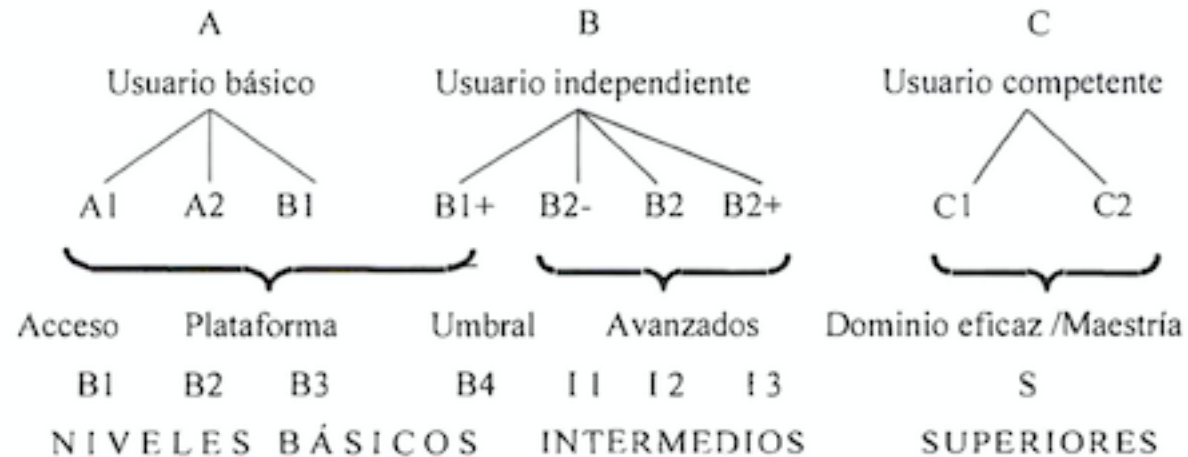 A B C
Usuario básico Usuario independiente Usuario competente
A1 A2 B1 B1+ B2- B2 B2+ C1 C2
Acceso Plataforma Umbral Avanzados Dominio eficaz /Maestría
B1 B2 B3 B4 I1 I2 I3 S
NIVELES BÁSICOS INTERMEDIOS SUPERIORES